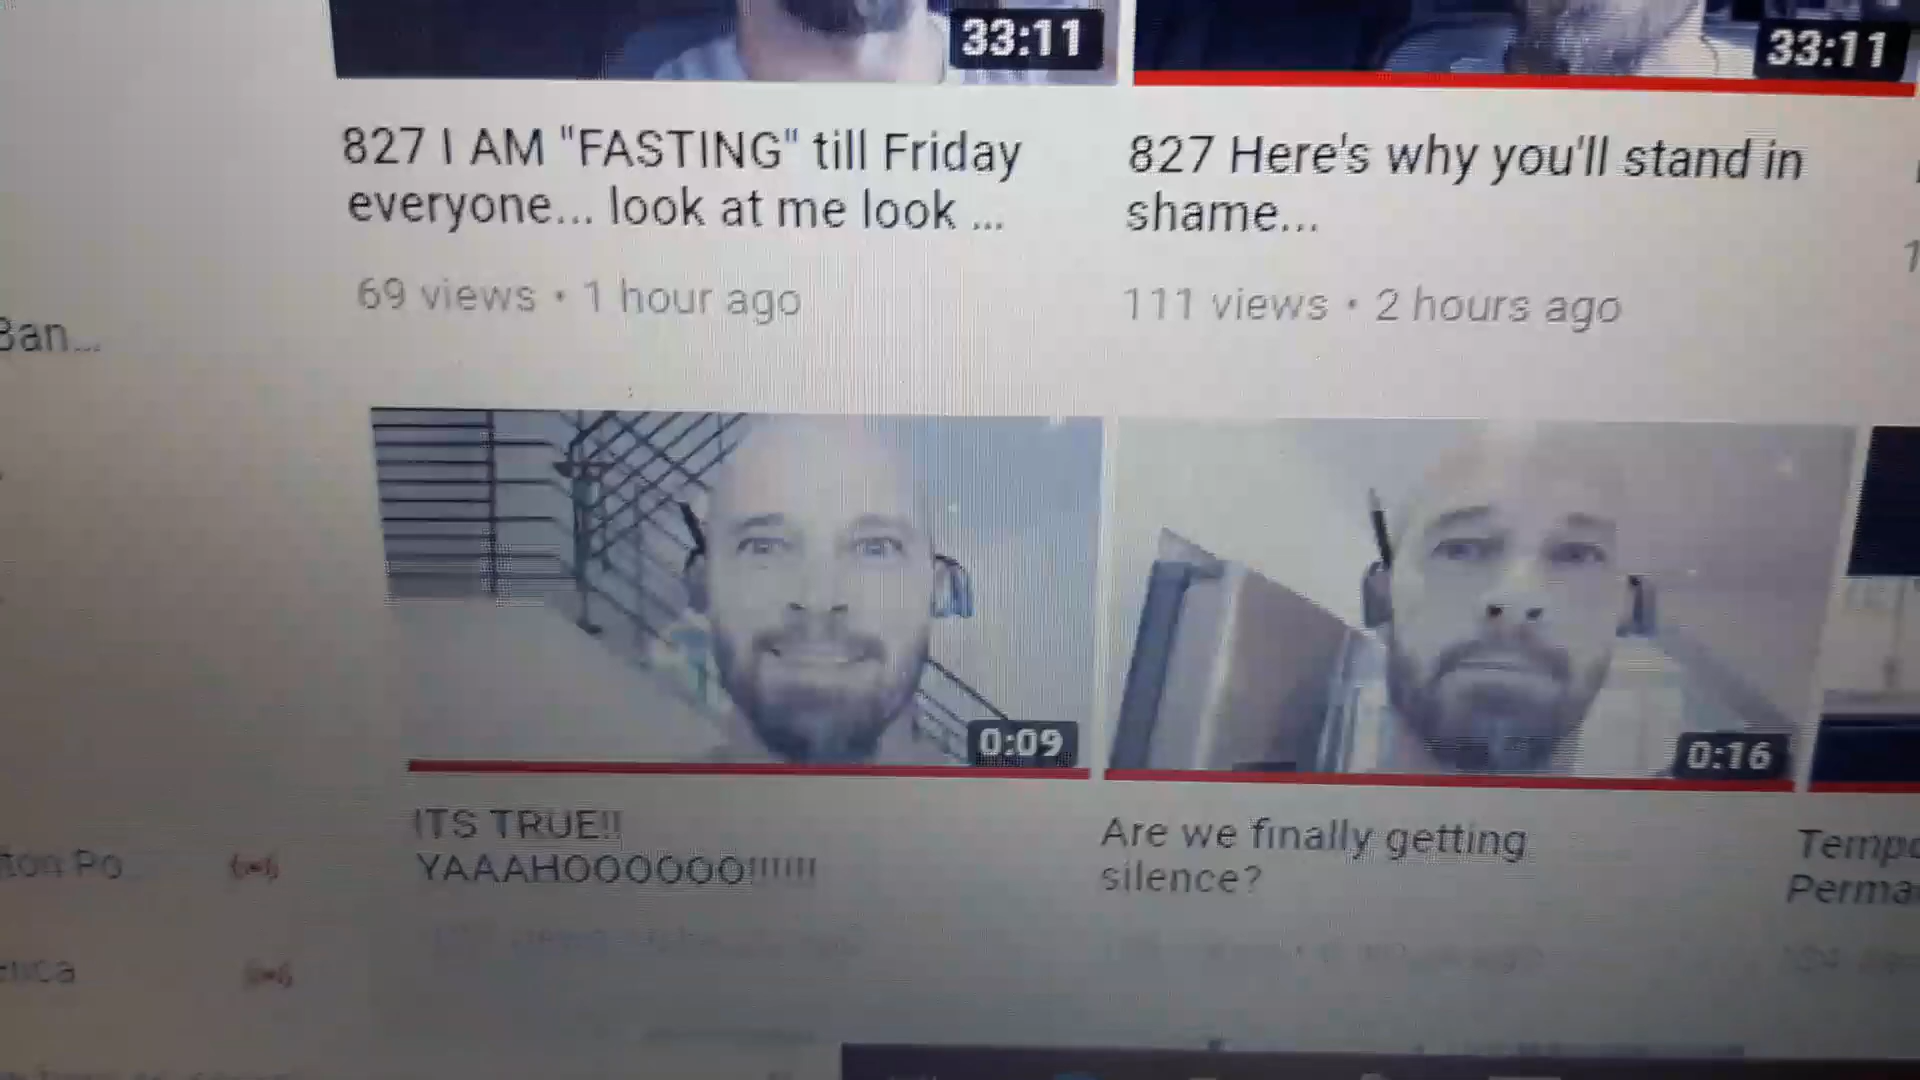 33:11
33:11
827 I AM "FASTING" till Friday
everyone... look at me look ...
69 views • 1 hour ago
827 Here's why you'll stand in
shame...
111 views • 2 hours ago
Ban...
0:09
0:16
ITS TRUE!!
YAAAHOOOOOO!!!!!!
Are we finally getting
silence?
Po